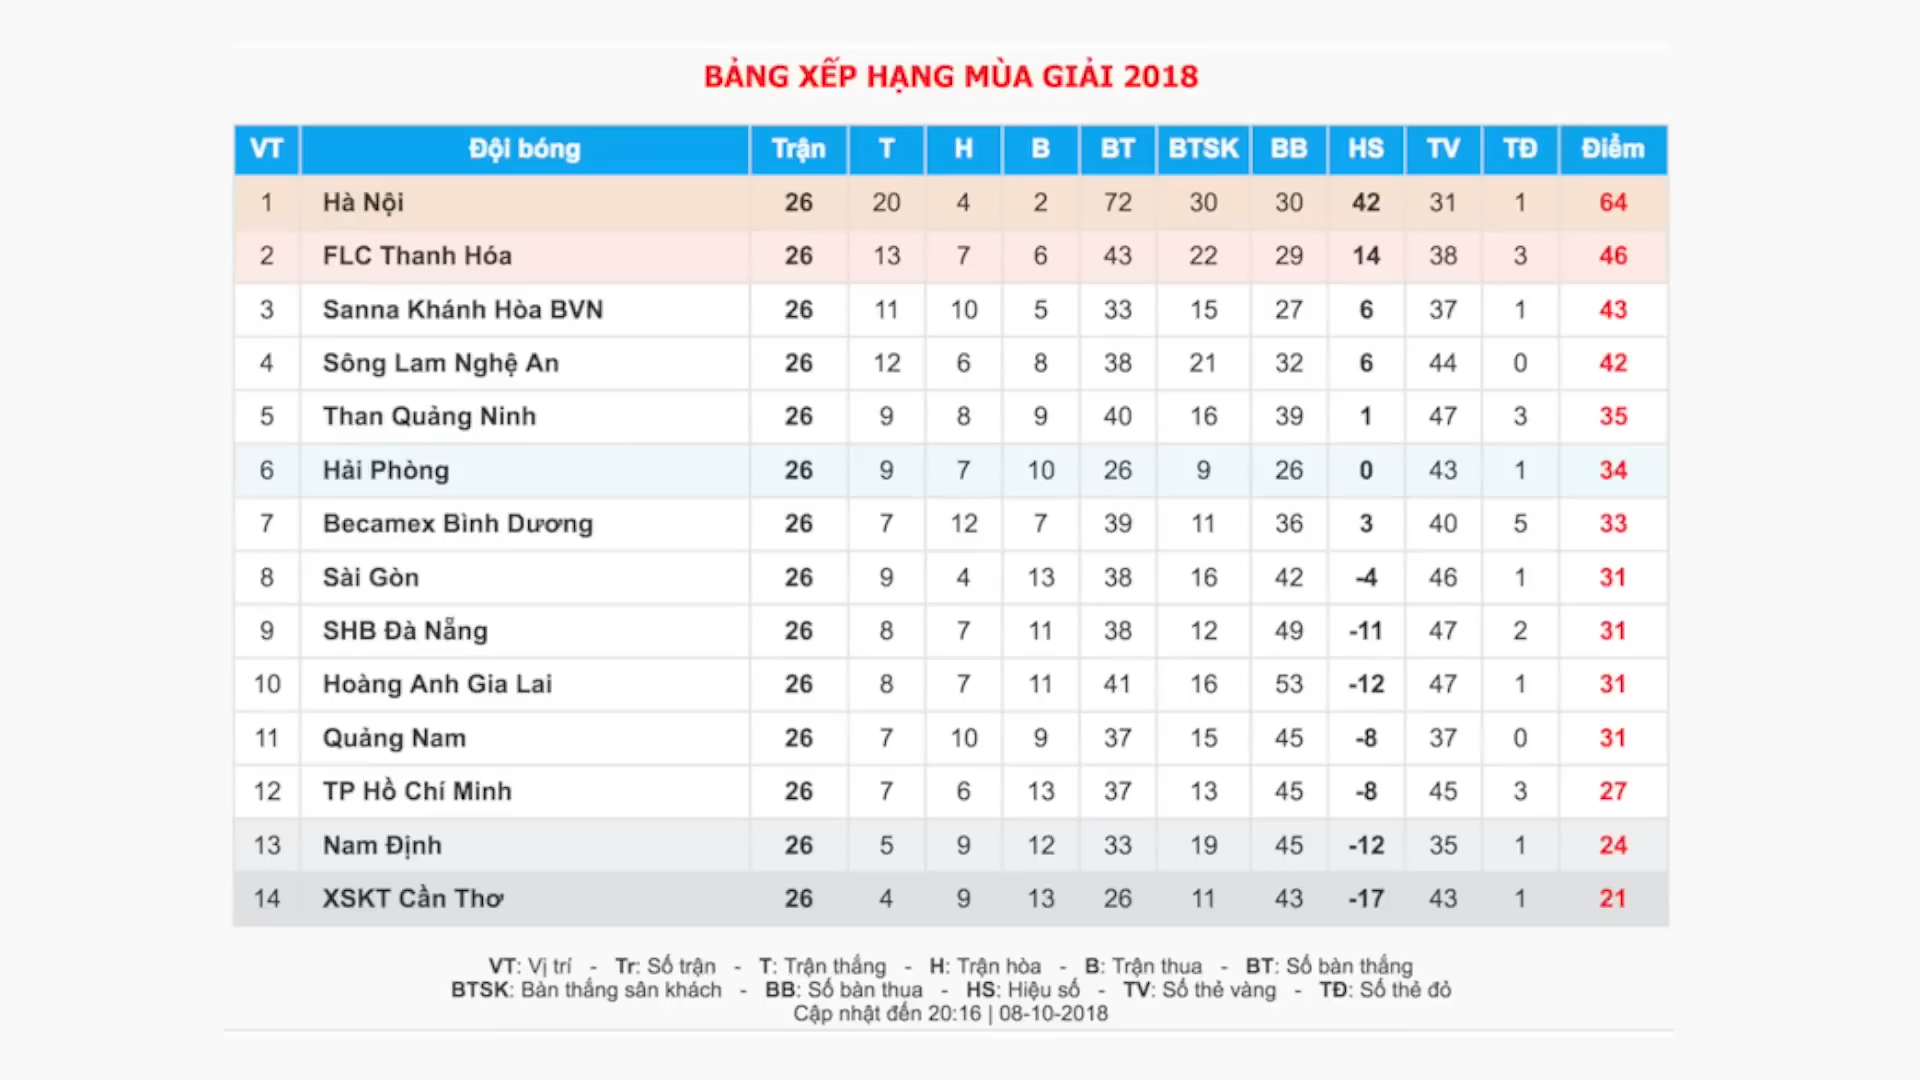 BẢNG XẾP HẠNG MÙA GIẢI 2018
VT Đội bóng Trận T H B BT BTSK BB HS TV TĐ Điểm
1 Hà Nội 26 20 4 2 72 30 30 42 31 1 64
2 FLC Thanh Hóa 26 13 7 6 43 22 29 14 38 3 46
3 Sanna Khánh Hòa BVN 26 11 10 5 33 15 27 6 37 1 43
4 Sông Lam Nghệ An 26 12 6 8 38 21 32 6 44 0 42
5 Than Quảng Ninh 26 9 8 9 40 16 39 1 47 3 35
6 Hải Phòng 26 9 7 10 26 9 26 0 43 1 34
7 Becamex Bình Dương 26 7 12 7 39 11 36 3 40 5 33
8 Sài Gòn 26 9 4 13 38 16 42 -4 46 1 31
9 SHB Đà Nẵng 26 8 7 11 38 12 49 -11 47 2 31
10 Hoàng Anh Gia Lai 26 8 7 11 41 16 53 -12 47 1 31
11 Quảng Nam 26 7 10 9 37 15 45 -8 37 0 31
12 TP Hồ Chí Minh 26 7 6 13 37 13 45 -8 45 3 27
13 Nam Định 26 5 9 12 33 19 45 -12 35 1 24
14 XSKT Cần Thơ 26 4 9 13 26 11 43 -17 43 1 21
VT: Vị trí - Tr: Số trận - T: Trận thắng - H: Trận hòa - B: Trận thua - BT: Số bàn thắng
BTSK: Bàn thắng sân khách - BB: Số bàn thua - HS: Hiệu số - TV: Số thẻ vàng - TĐ: Số thẻ đỏ
Cập nhật đến 20:16 | 08-10-2018